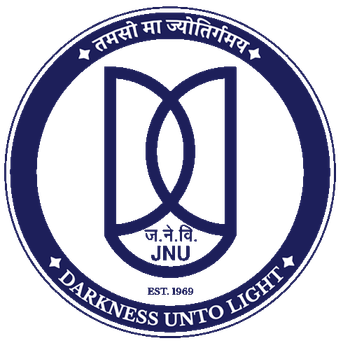 तमसो मा ज्योतिर्गमय
ज.ने.वि.
JNU
EST. 1969
DARKNESS UNTO LIGHT